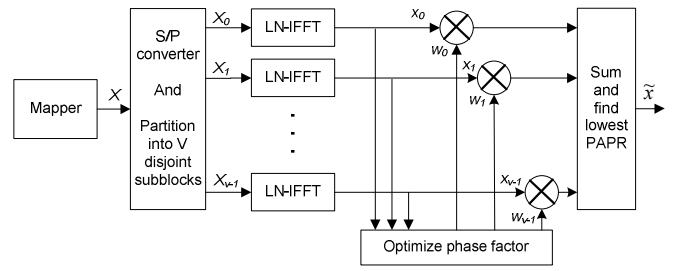 Mapper
X
S/P
converter
And
Partition
into V
disjoint
subblocks
X0
LN-IFFT
x0
w0
X1
LN-IFFT
x1
w1
Xv-1
LN-IFFT
xv-1
wv-1
Optimize phase factor
Sum
and
find
lowest
PAPR
x̃